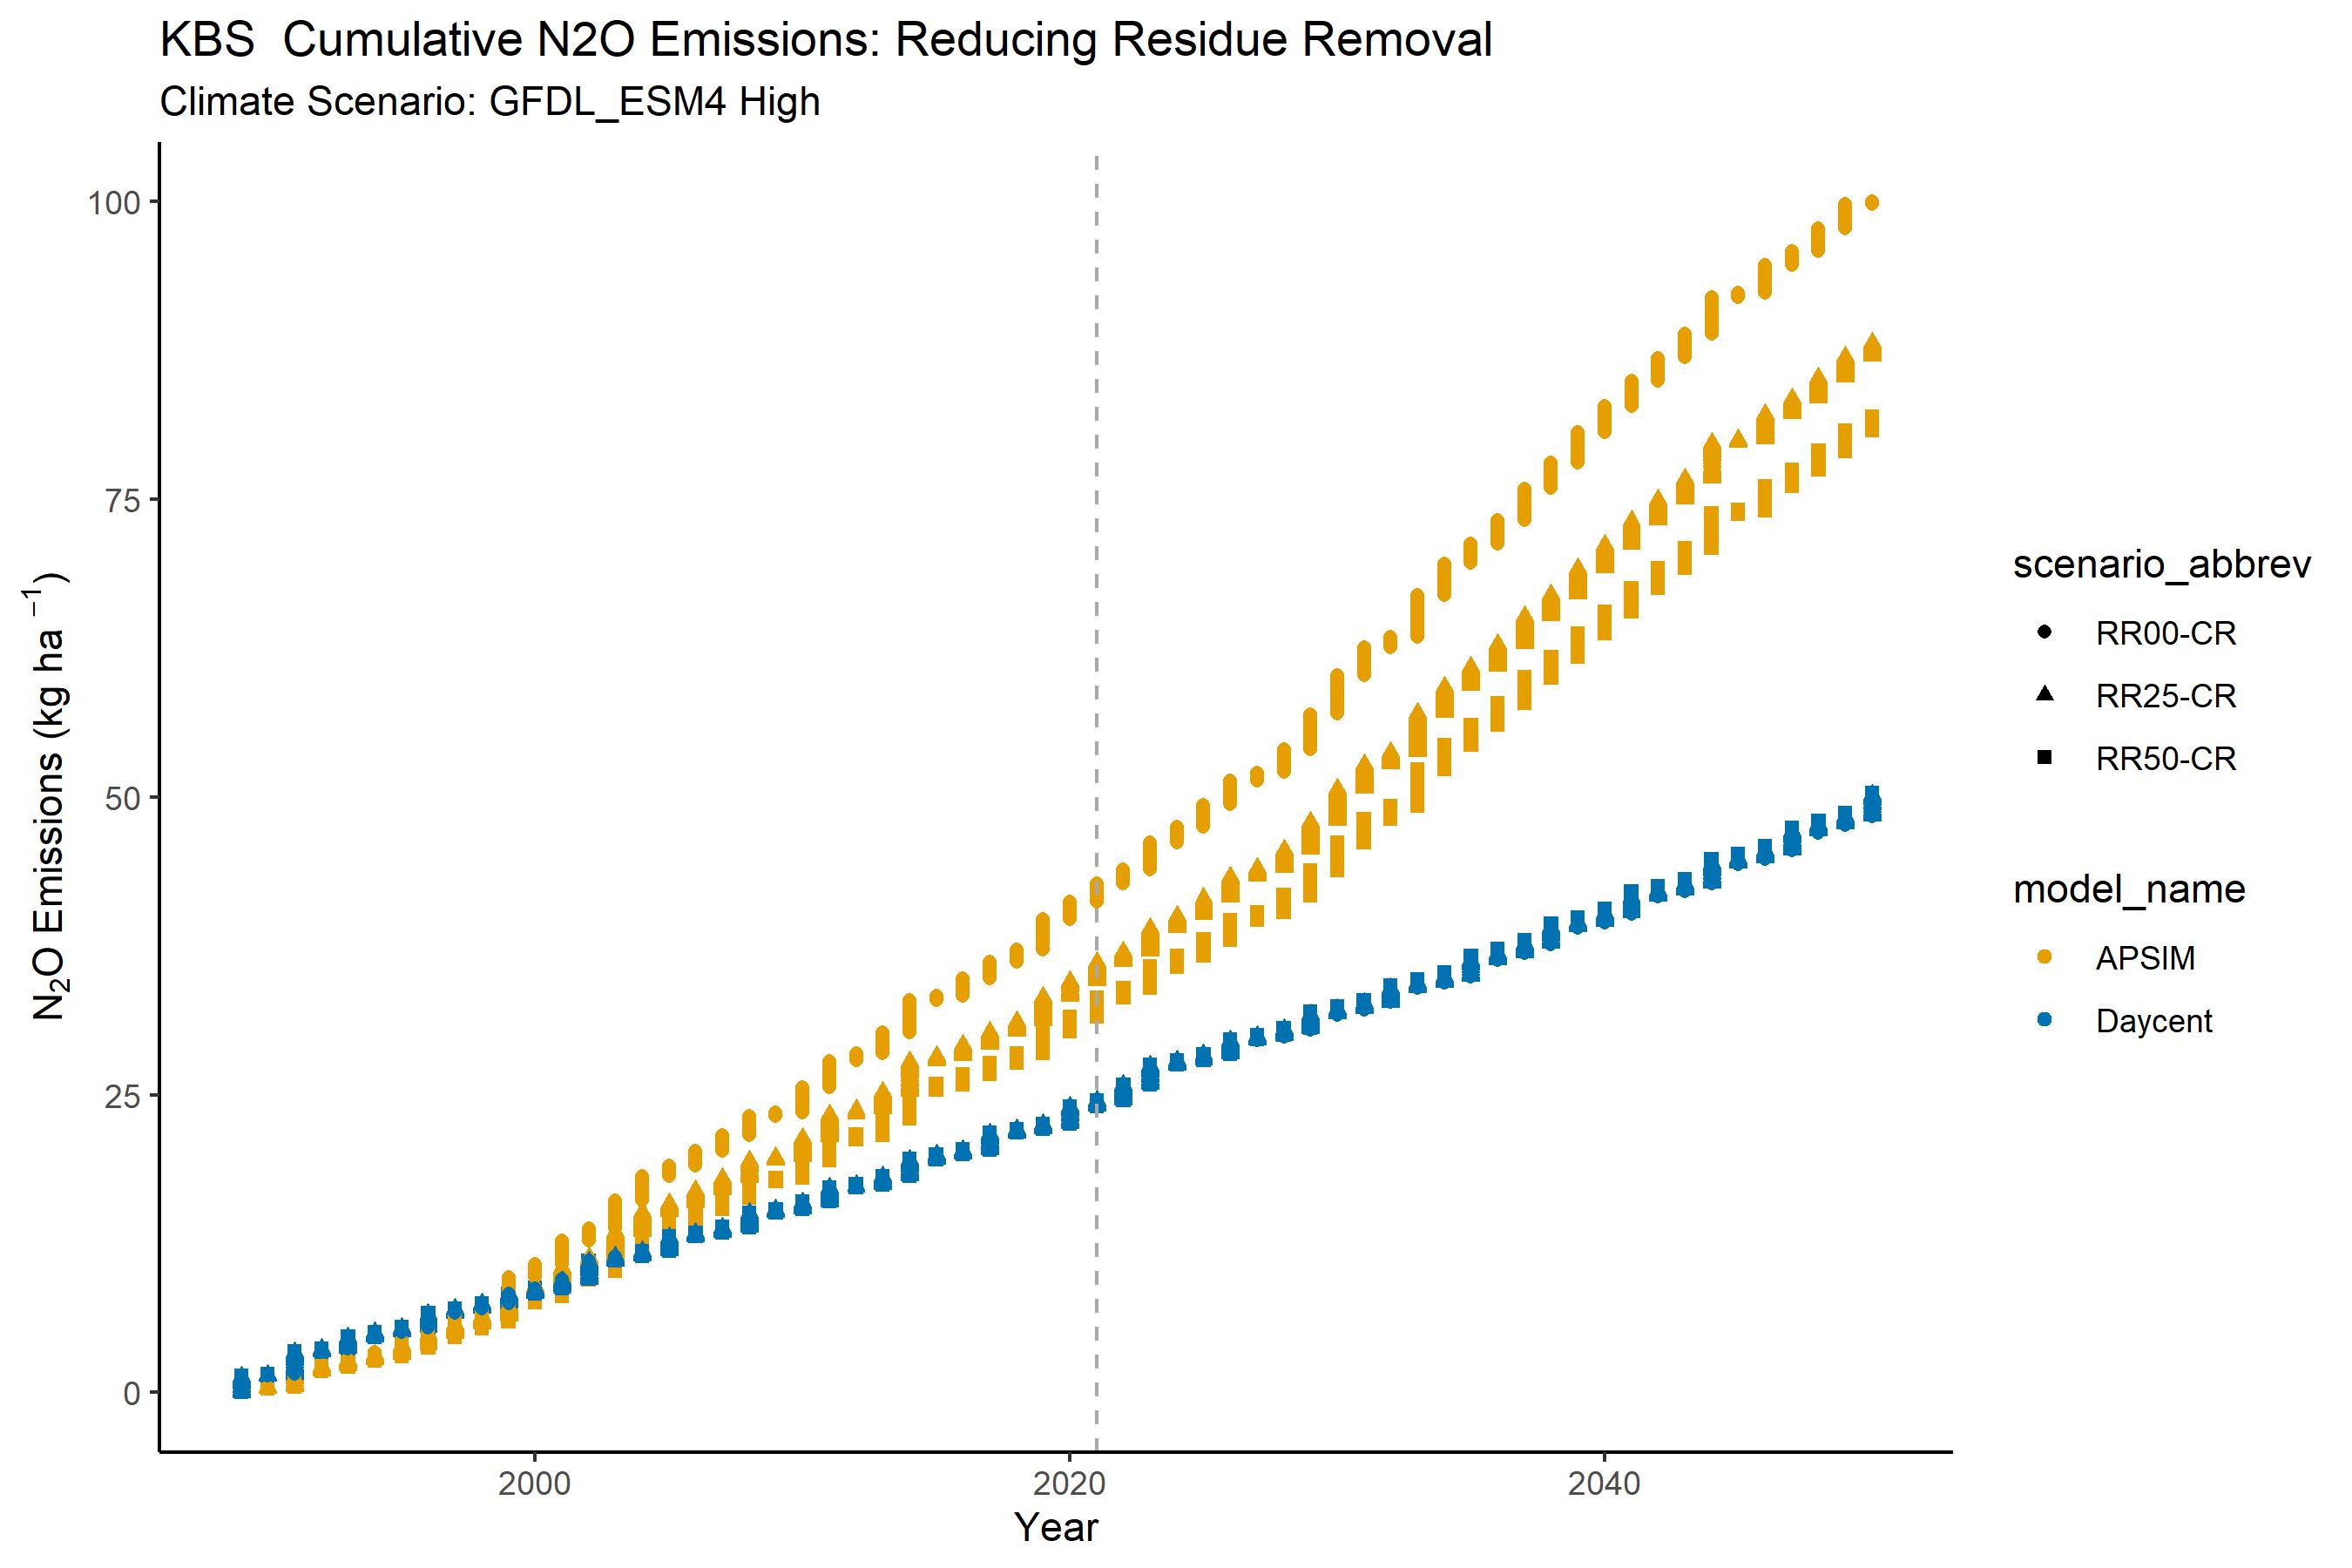 KBS  Cumulative N2O Emissions: Reducing Residue Removal
Climate Scenario: GFDL_ESM4 High
N₂O Emissions (kg ha ⁻¹)
100
75
50
25
0
2000
2020
2040
Year
scenario_abbrev
RR00-CR
RR25-CR
RR50-CR
model_name
APSIM
Daycent